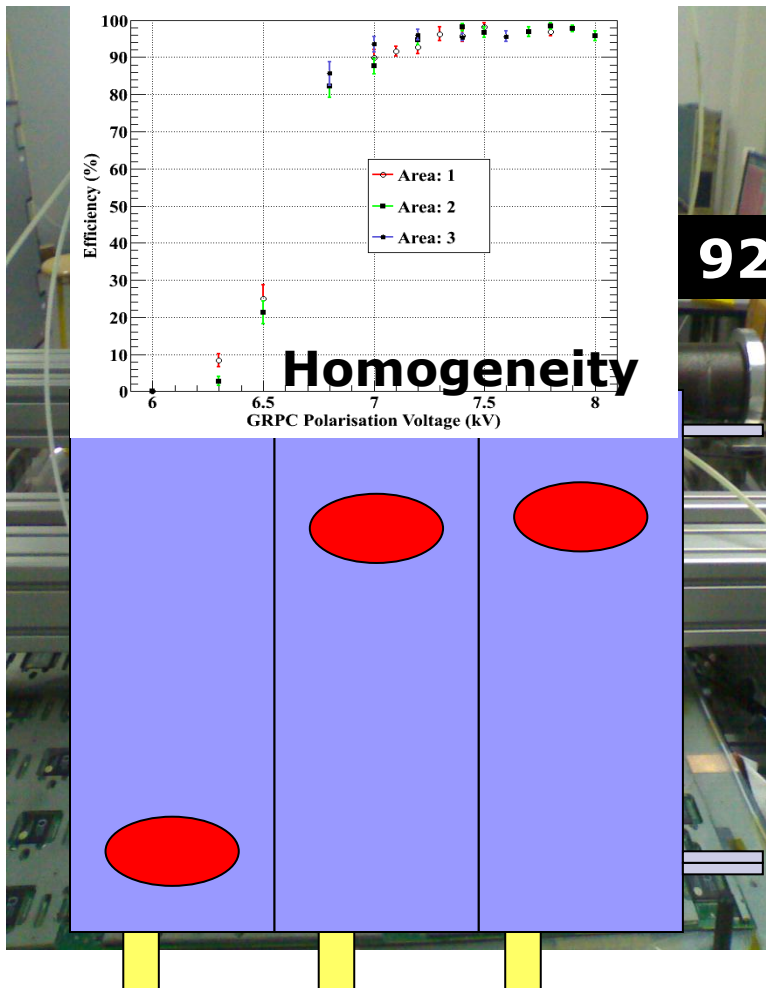 100
90
80
70
60
50
40
30
20
10
0
Efficiency (%)
Area: 1
Area: 2
Area: 3
92
Homogeneity
6 6.5 7 7.5 8
GRPC Polarisation Voltage (kV)